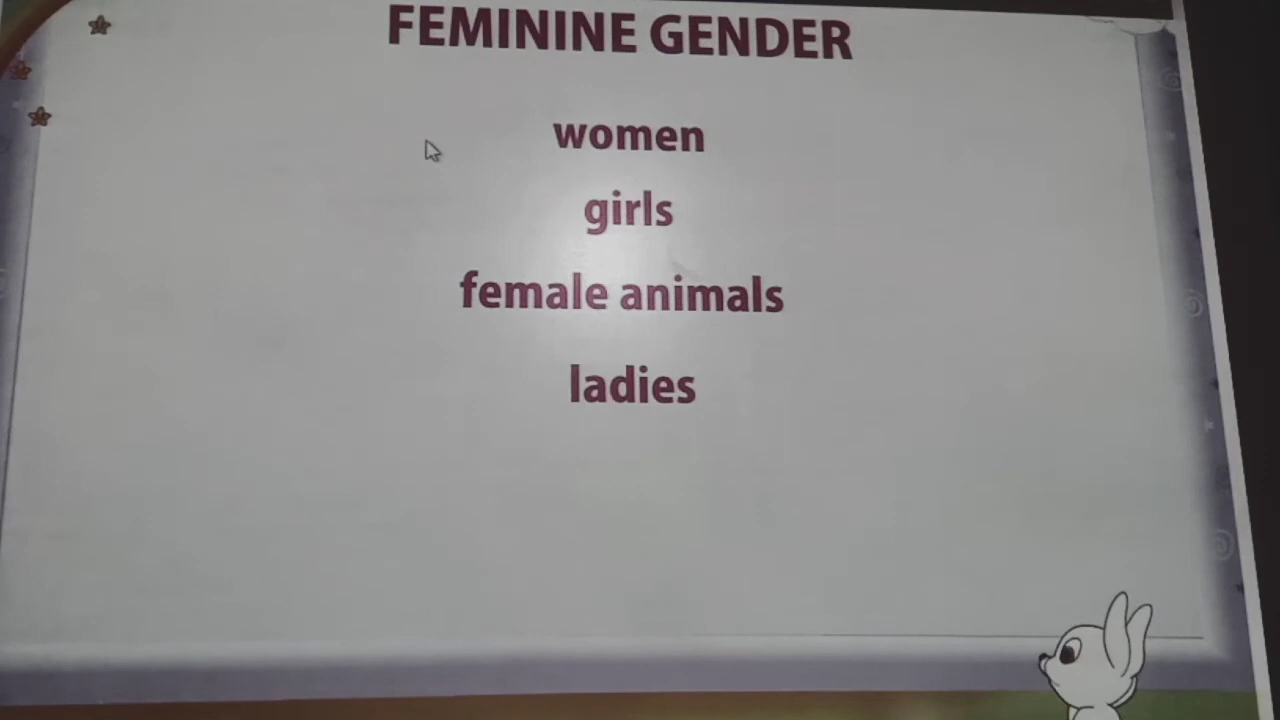 FEMININE GENDER
women
girls
female animals
ladies